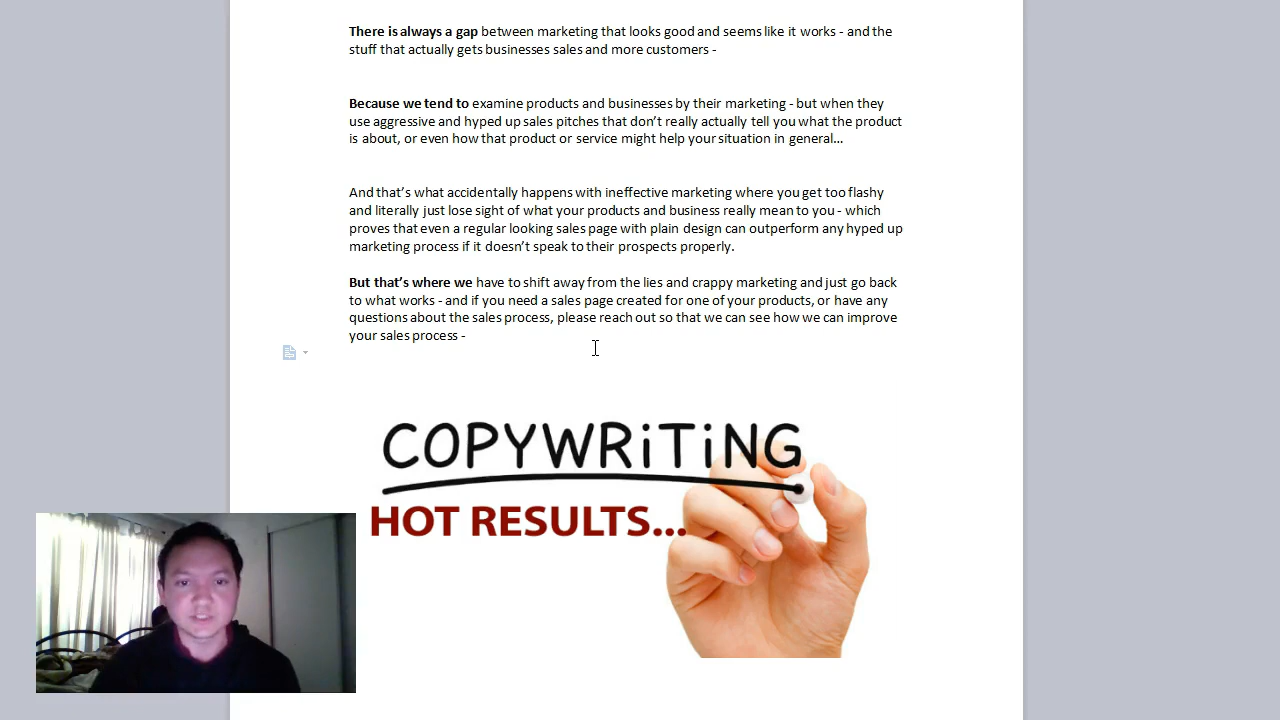 There is always a gap between marketing that looks good and seems like it works - and the
stuff that actually gets businesses sales and more customers -
Because we tend to examine products and businesses by their marketing - but when they
use aggressive and hyped up sales pitches that don’t really actually tell you what the product
is about, or even how that product or service might help your situation in general…
And that’s what accidentally happens with ineffective marketing where you get too flashy
and literally just lose sight of what your products and business really mean to you - which
proves that even a regular looking sales page with plain design can outperform any hyped up
marketing process if it doesn’t speak to their prospects properly.
But that’s where we have to shift away from the lies and crappy marketing and just go back
to what works - and if you need a sales page created for one of your products, or have any
questions about the sales process, please reach out so that we can see how we can improve
your sales process -
COPYWRiTiNG
HOT RESULTS...